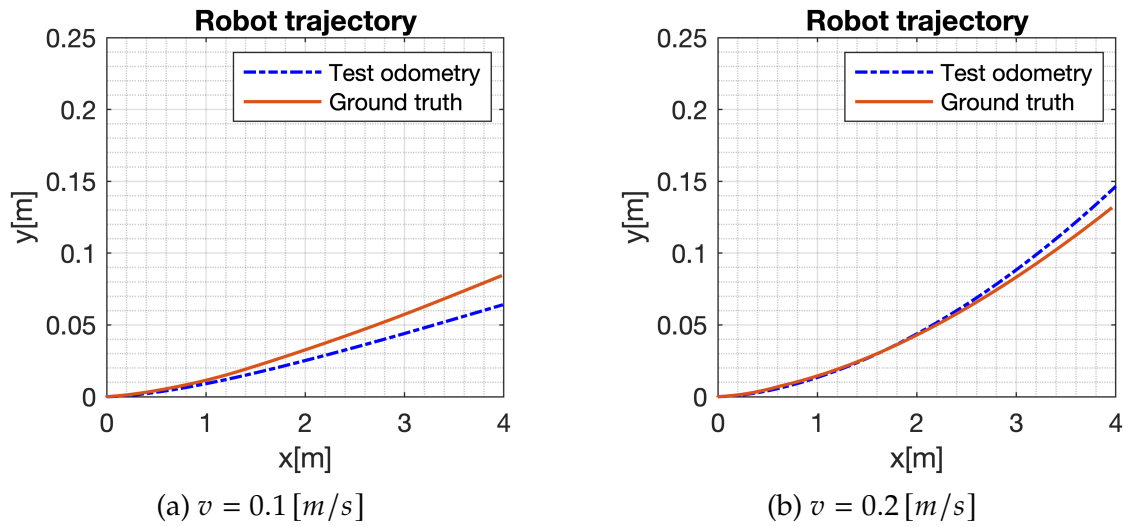 Robot trajectory
0.25
0.2
0.15
0.1
0.05
0
y[m]
Test odometry
Ground truth
0 1 2 3 4
x[m]
(a) v = 0.1 [m/s]
Robot trajectory
0.25
0.2
0.15
0.1
0.05
0
y[m]
Test odometry
Ground truth
0 1 2 3 4
x[m]
(b) v = 0.2 [m/s]